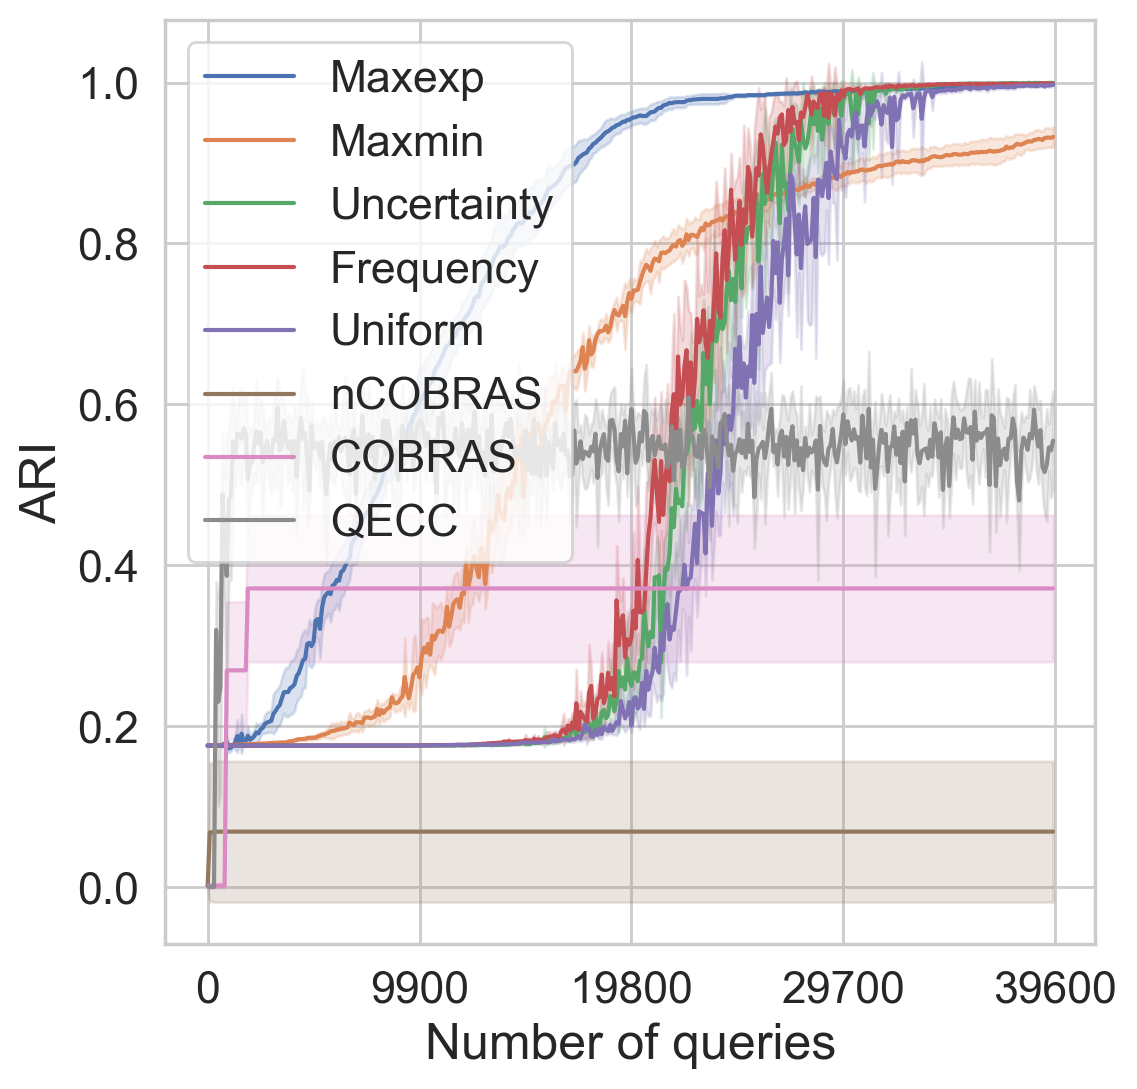 Maxexp
Maxmin
Uncertainty
Frequency
Uniform
nCOBRAS
COBRAS
QECC
1.0
0.8
0.6
0.4
0.2
0.0
ARI
0 9900 19800 29700 39600
Number of queries